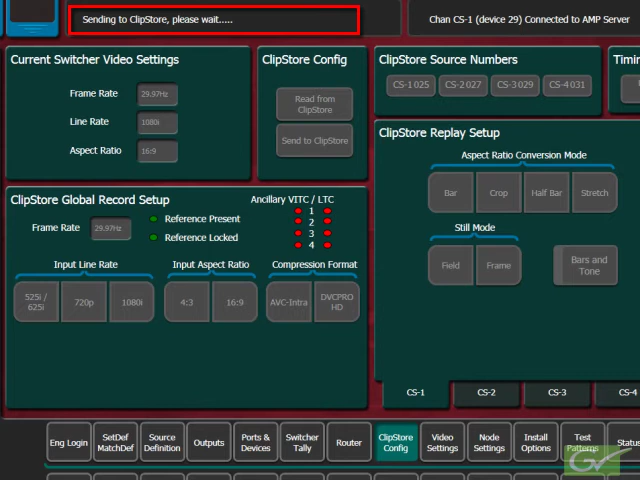 Sending to ClipStore, please wait.....
Chan CS-1 (device 29) Connected to AMP Server
Current Switcher Video Settings
Frame Rate 29.97Hz
Line Rate 1080i
Aspect Ratio 16:9
ClipStore Config
Read from
ClipStore
Send to ClipStore
ClipStore Source Numbers
CS-1 025 CS-2 027 CS-3 029 CS-4 031
ClipStore Replay Setup
Aspect Ratio Conversion Mode
Bar Crop Half Bar Stretch
Still Mode
Field Frame
Bars and
Tone
ClipStore Global Record Setup
Frame Rate 29.97Hz
Reference Present
Reference Locked
Ancillary VITC / LTC
1
2
3
4
Input Line Rate
525i /
625i
720p
1080i
Input Aspect Ratio
4:3 16:9
Compression Format
AVC-Intra
DVCPRO
HD
CS-1 CS-2 CS-3 CS-4
Eng Login
SetDef
MatchDef
Source
Definition
Outputs
Ports &
Devices
Switcher
Tally
Router
ClipStore
Config
Video
Settings
Node
Settings
Install
Options
Test
Patterns
Status